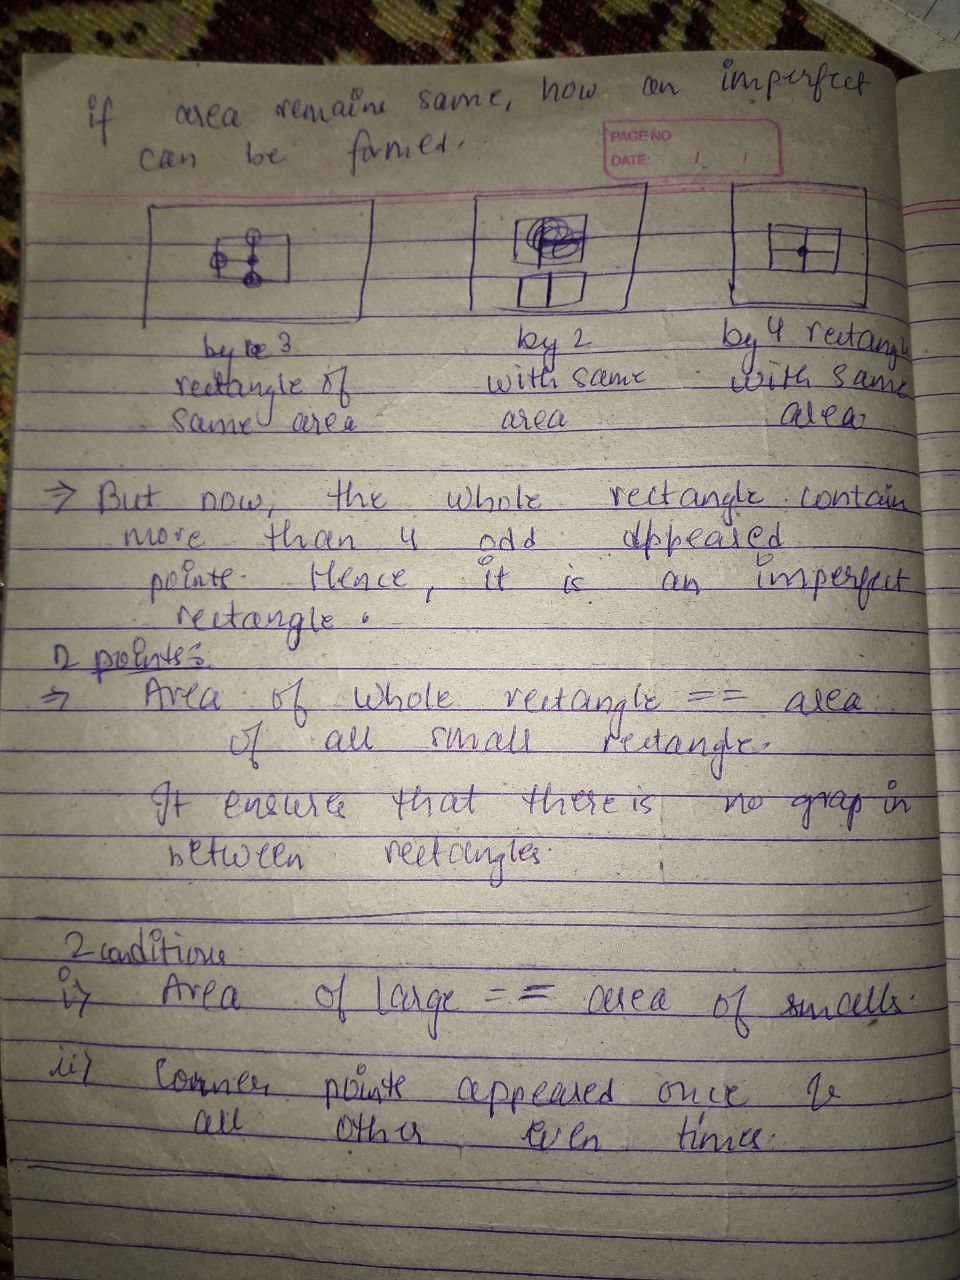 if area remains same, how an imperfect
can be formed.
PAGE NO
DATE: / /
by 3
rectangle of
same area
by 2
with same
area
by 4 rectangle
with same
area
⇒ But now, the whole rectangle contain
more than 4 odd appeared
points. Hence, it is an imperfect
rectangle.
2 points:
⇒ Area of whole rectangle == area
of all small rectangle.
It ensures that there is no grap in
between rectangles.
2 conditions
i) Area of large == area of smalls.
ii) Corner points appeared once &
all other even times.